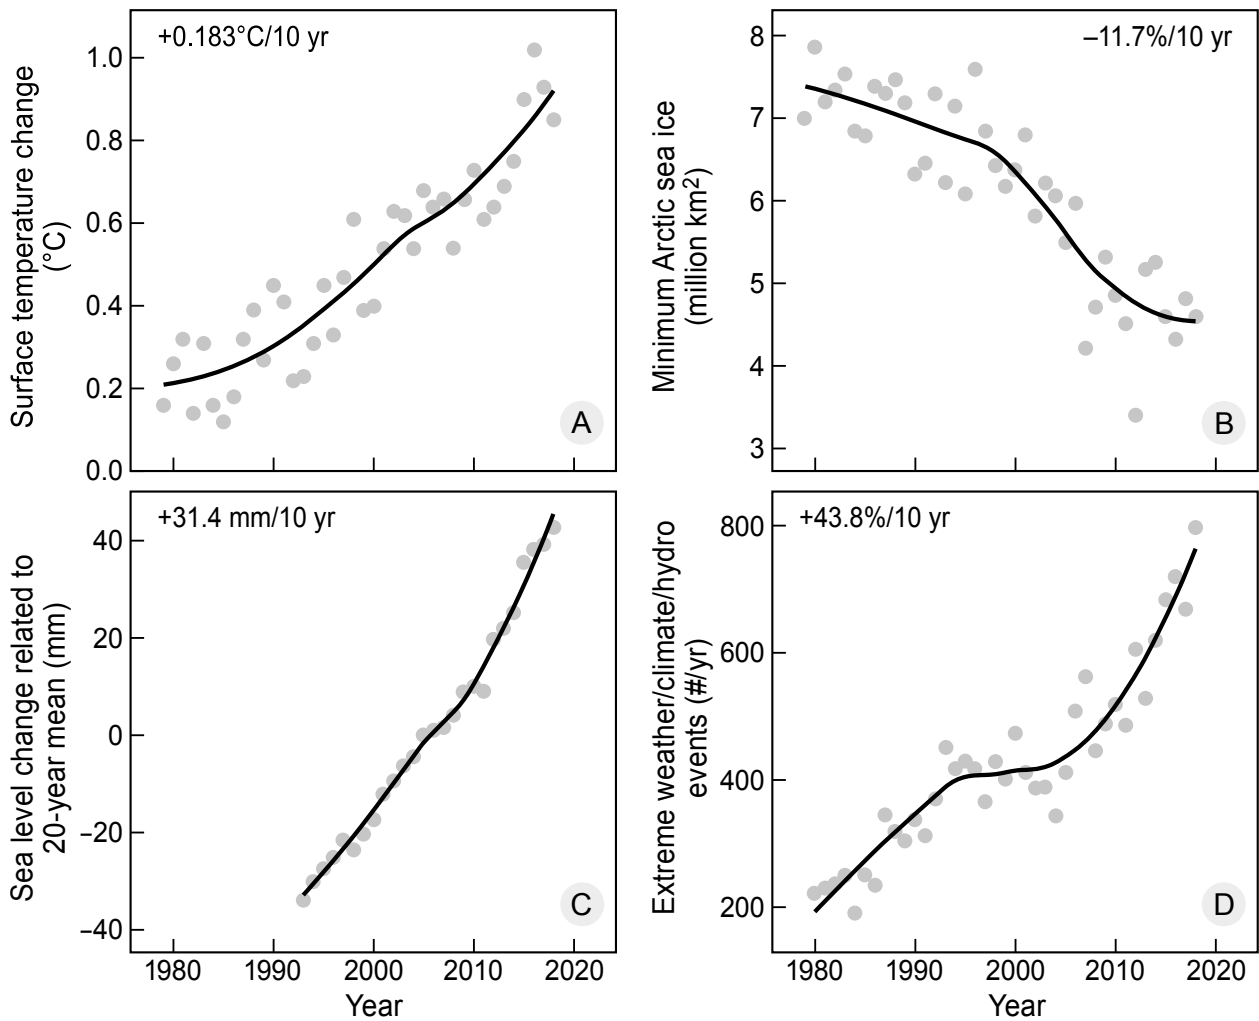 +0.183°C/10 yr
Surface temperature change
(°C)
1.0
0.8
0.6
0.4
0.2
0.0
A
–11.7%/10 yr
Minimum Arctic sea ice
(million km²)
8
7
6
5
4
3
B
+31.4 mm/10 yr
Sea level change related to
20-year mean (mm)
40
20
0
–20
–40
C
1980 1990 2000 2010 2020
Year
+43.8%/10 yr
Extreme weather/climate/hydro
events (#/yr)
800
600
400
200
D
1980 1990 2000 2010 2020
Year